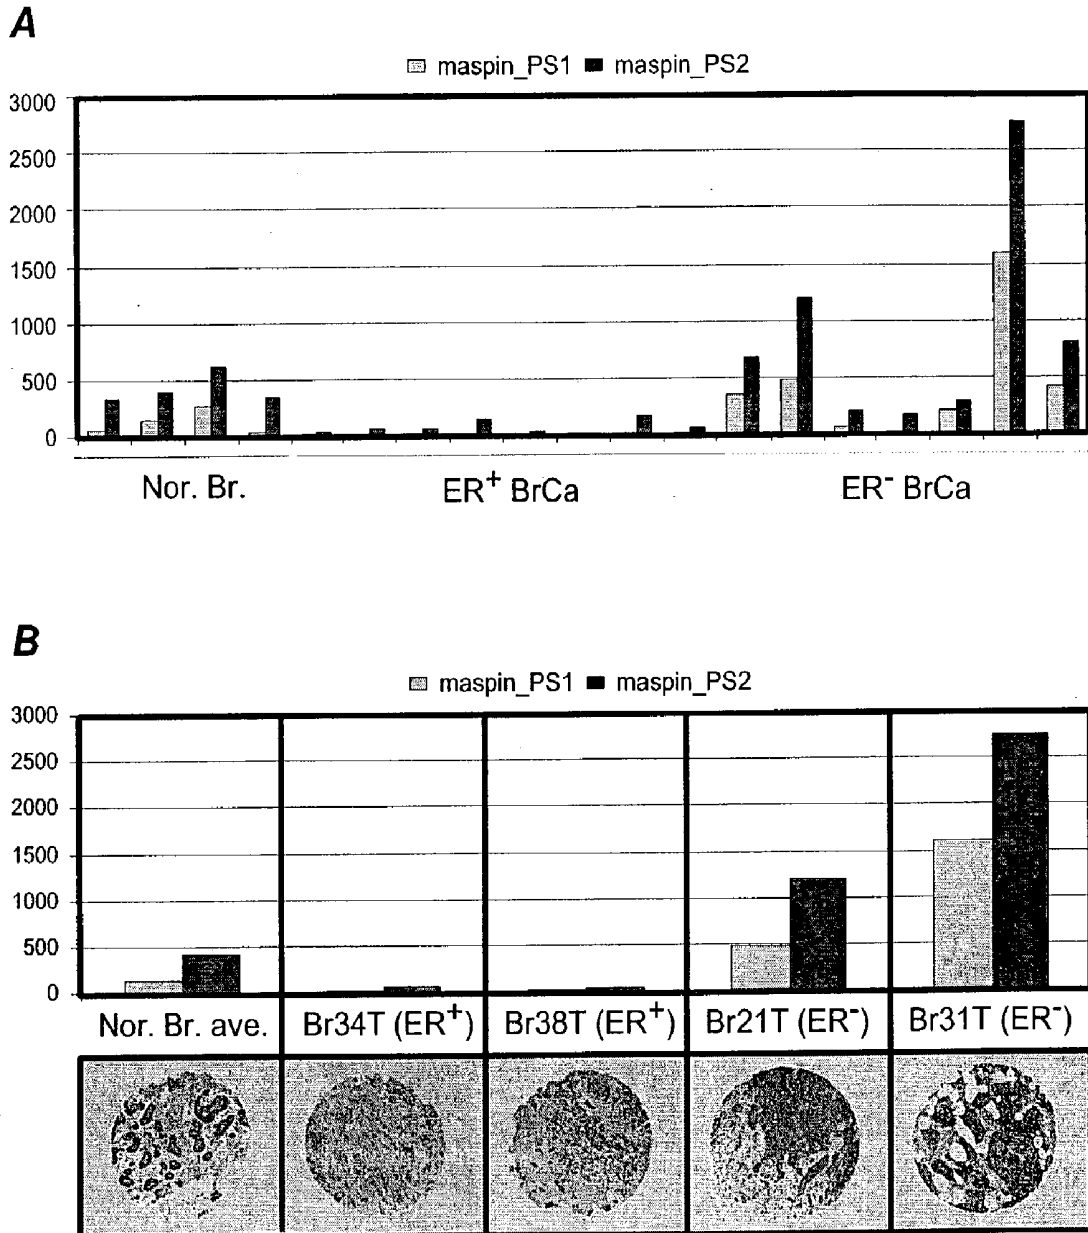 A
maspin_PS1 maspin_PS2
3000
2500
2000
1500
1000
500
0
Nor. Br. ER⁺ BrCa ER⁻ BrCa
B
maspin_PS1 maspin_PS2
3000
2500
2000
1500
1000
500
0
Nor. Br. ave. Br34T (ER⁺) Br38T (ER⁺) Br21T (ER⁻) Br31T (ER⁻)